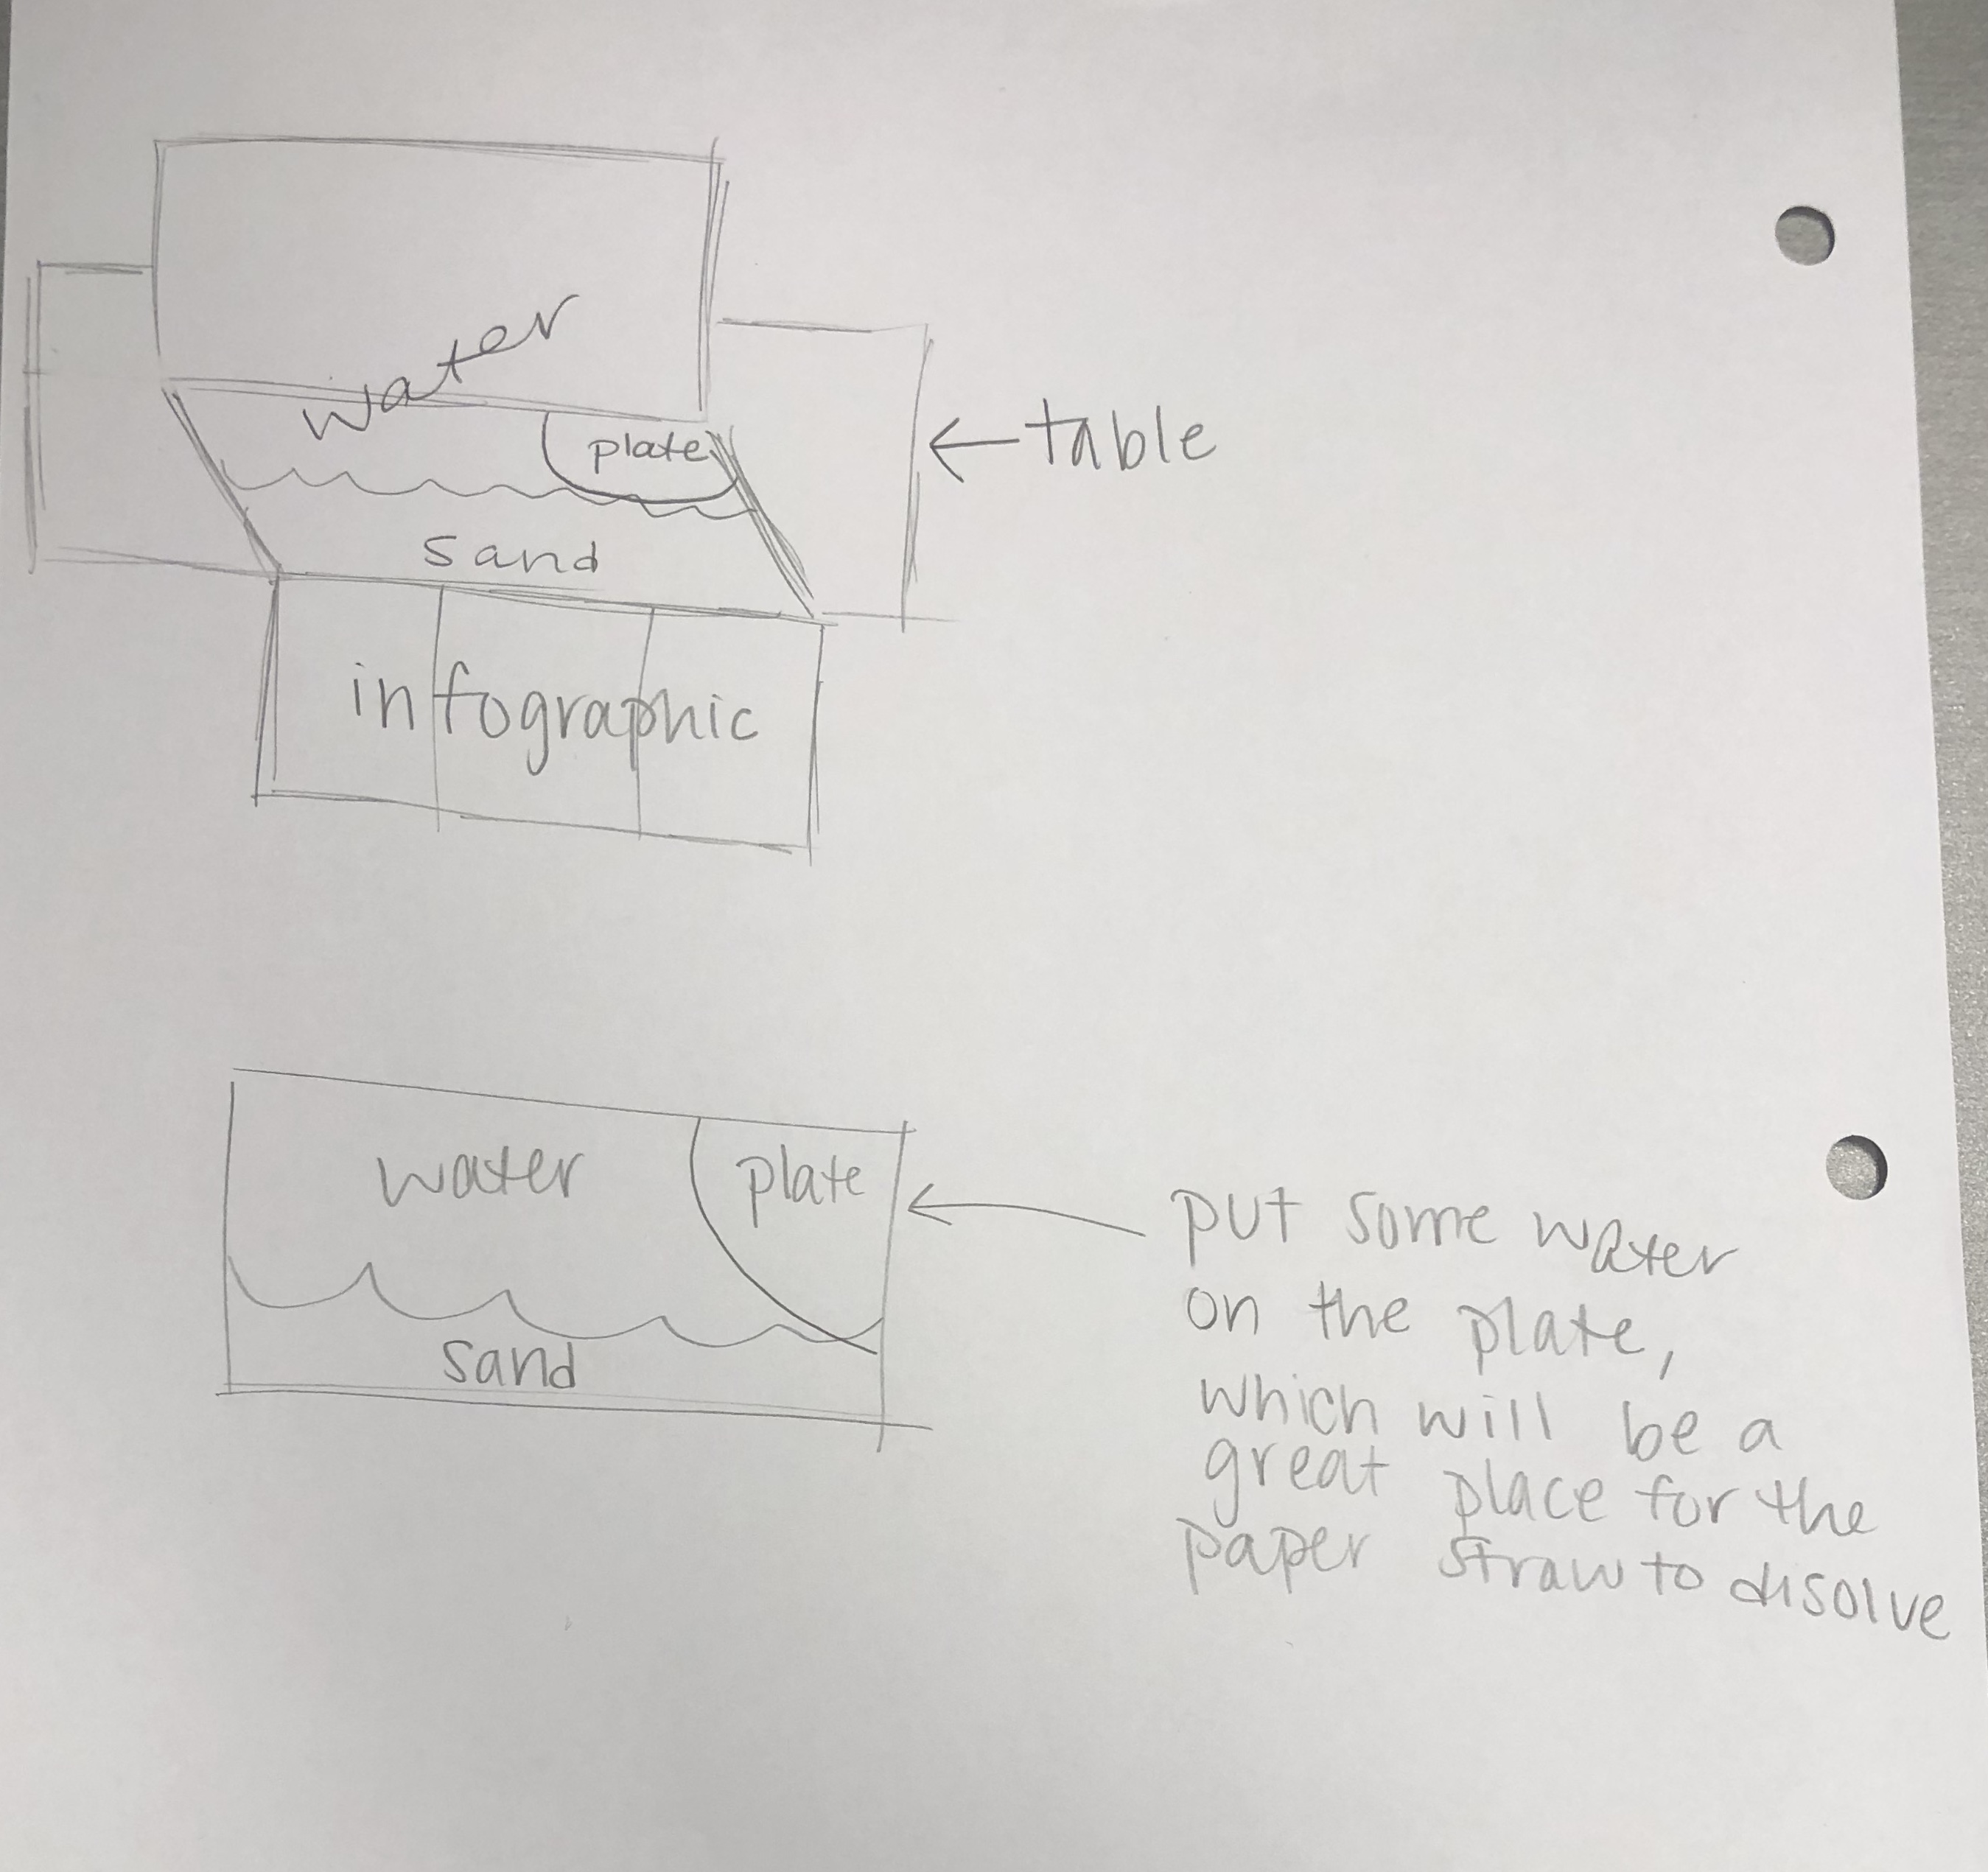 water
plate
table
sand
infographic
water
plate
sand
put some water
on the plate,
which will be a
great place for the
paper straw to disolve